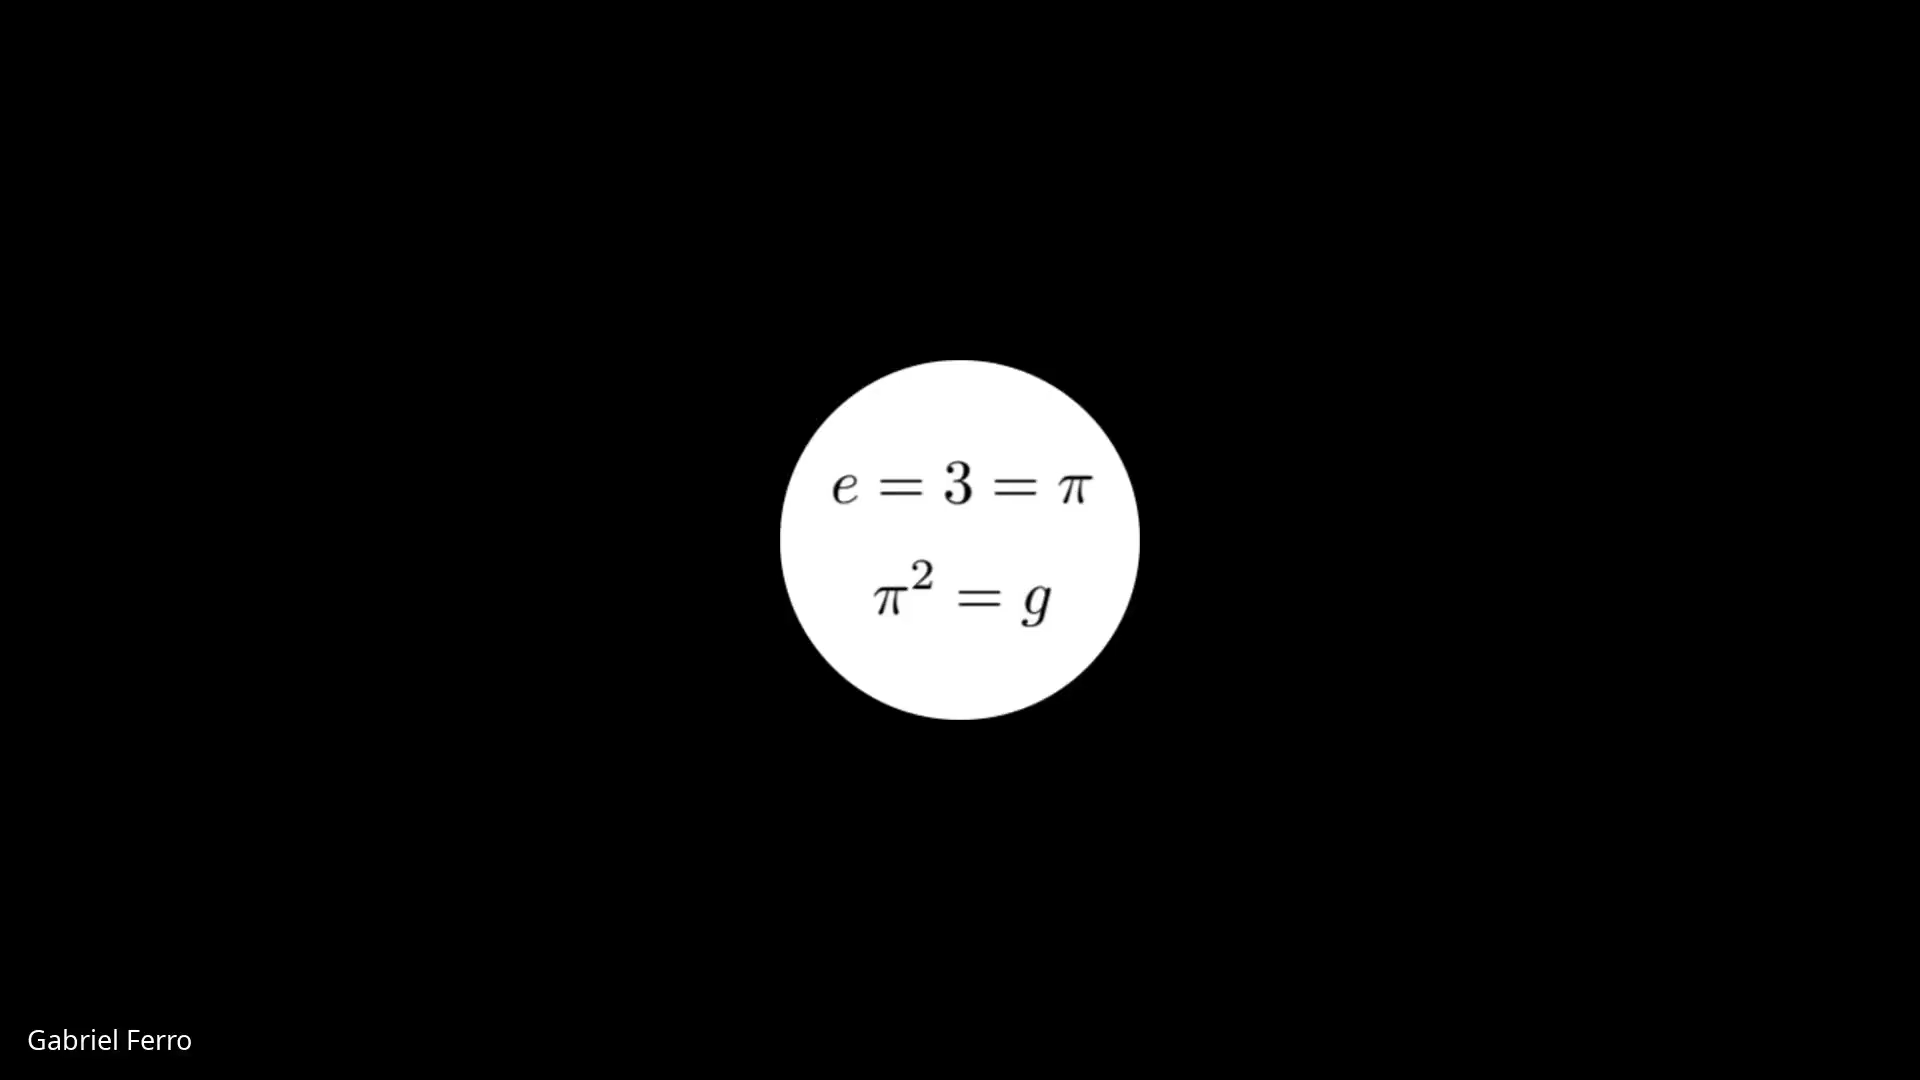 e = 3 = π
π² = g
Gabriel Ferro